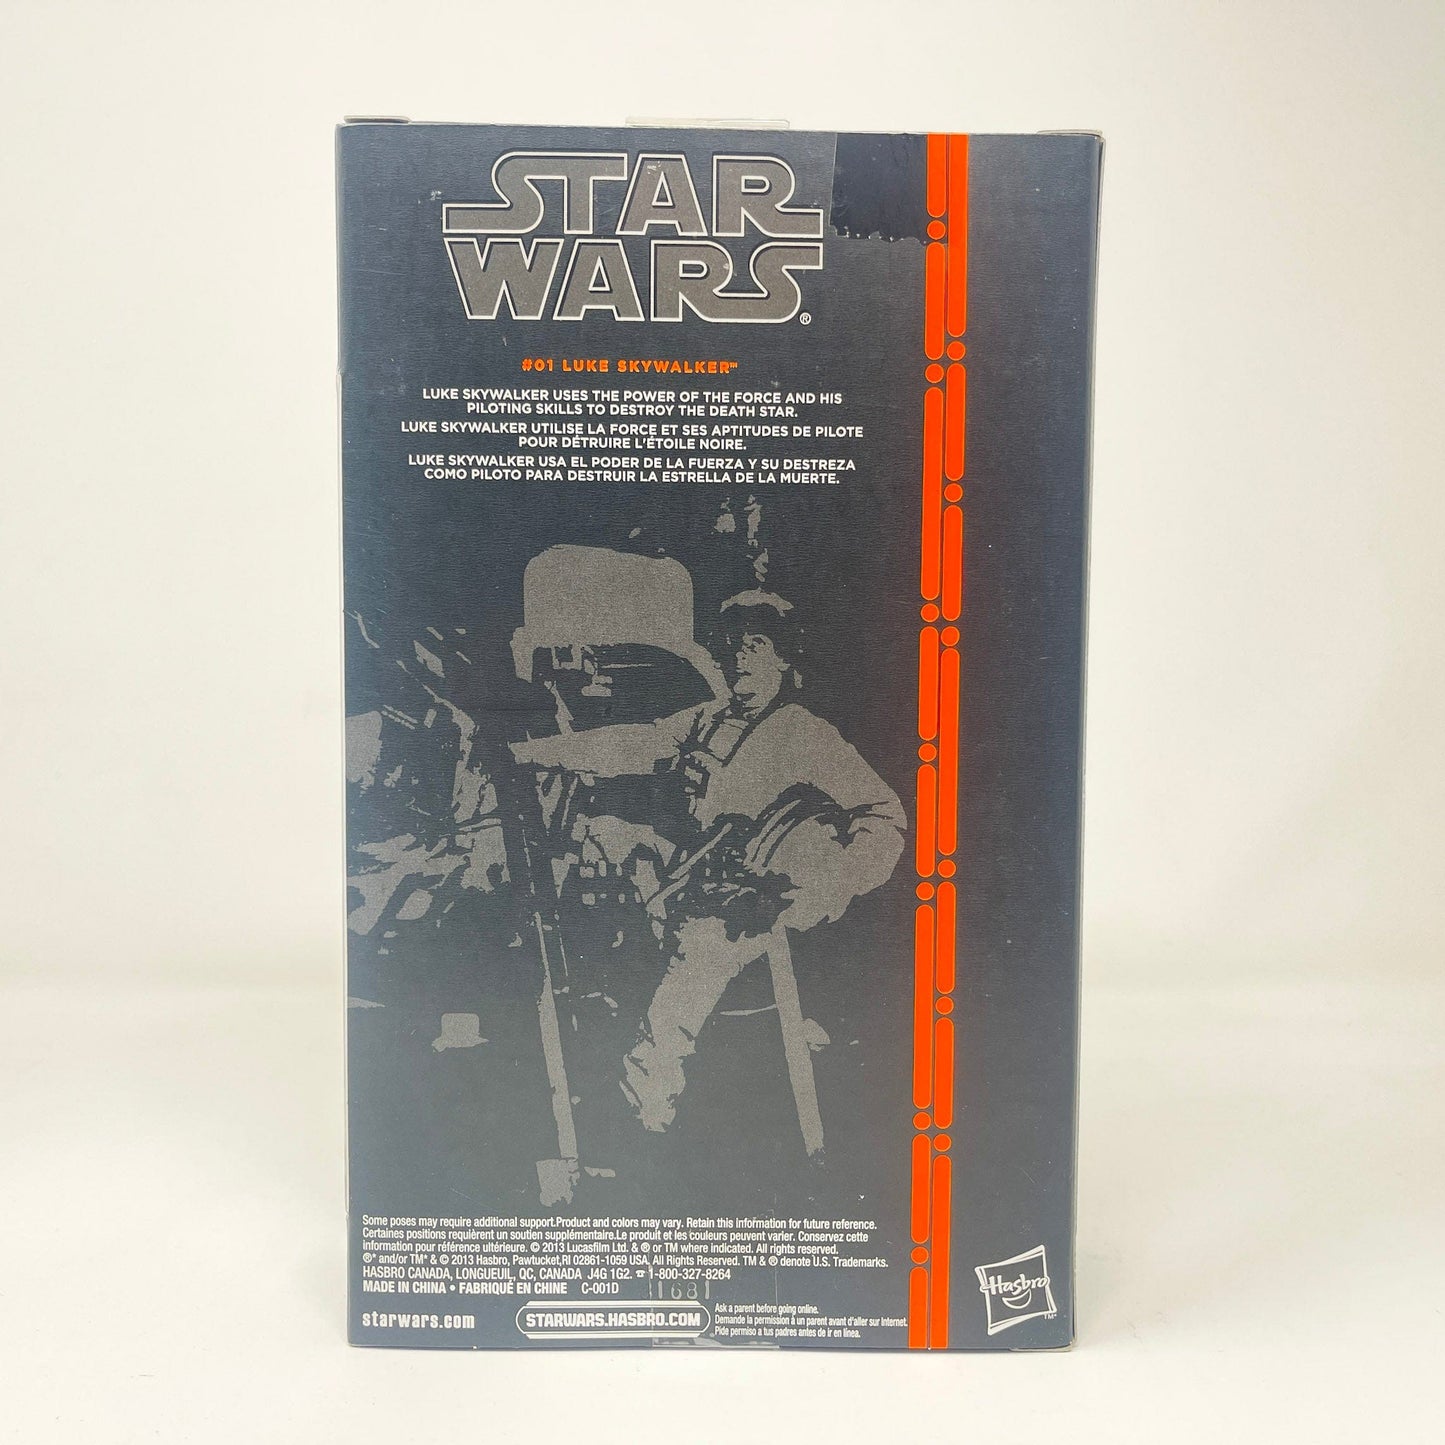 STAR
WARS®
#01 LUKE SKYWALKER™
LUKE SKYWALKER USES THE POWER OF THE FORCE AND HIS
PILOTING SKILLS TO DESTROY THE DEATH STAR.
LUKE SKYWALKER UTILISE LA FORCE ET SES APTITUDES DE PILOTE
POUR DÉTRUIRE L'ÉTOILE NOIRE.
LUKE SKYWALKER USA EL PODER DE LA FUERZA Y SU DESTREZA
COMO PILOTO PARA DESTRUIR LA ESTRELLA DE LA MUERTE.
Some poses may require additional support.Product and colors may vary. Retain this information for future reference.
Certaines positions requièrent un soutien supplémentaire.Le produit et les couleurs peuvent varier. Conservez cette
information pour référence ultérieure. © 2013 Lucasfilm Ltd. & ® or TM where indicated. All rights reserved.
®* and/or TM* & © 2013 Hasbro, Pawtucket,RI 02861-1059 USA. All Rights Reserved. TM & ® denote U.S. Trademarks.
HASBRO CANADA, LONGUEUIL, QC, CANADA J4G 1G2. ☎ 1-800-327-8264
MADE IN CHINA • FABRIQUÉ EN CHINE C-001D 31681
starwars.com
STARWARS.HASBRO.COM
Ask a parent before going online.
Demande la permission à un parent avant d'aller sur Internet.
Pide permiso a tus padres antes de ir en línea.
Hasbro
TM*